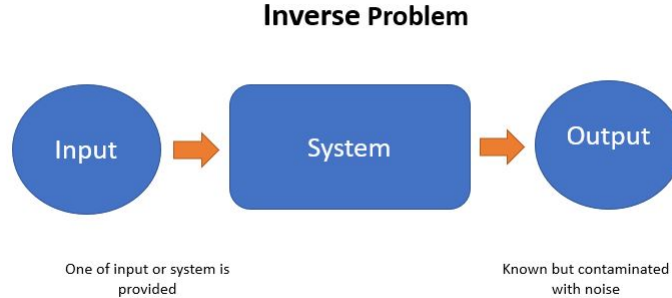 Inverse Problem
Input
System
Output
One of input or system is
provided
Known but contaminated
with noise